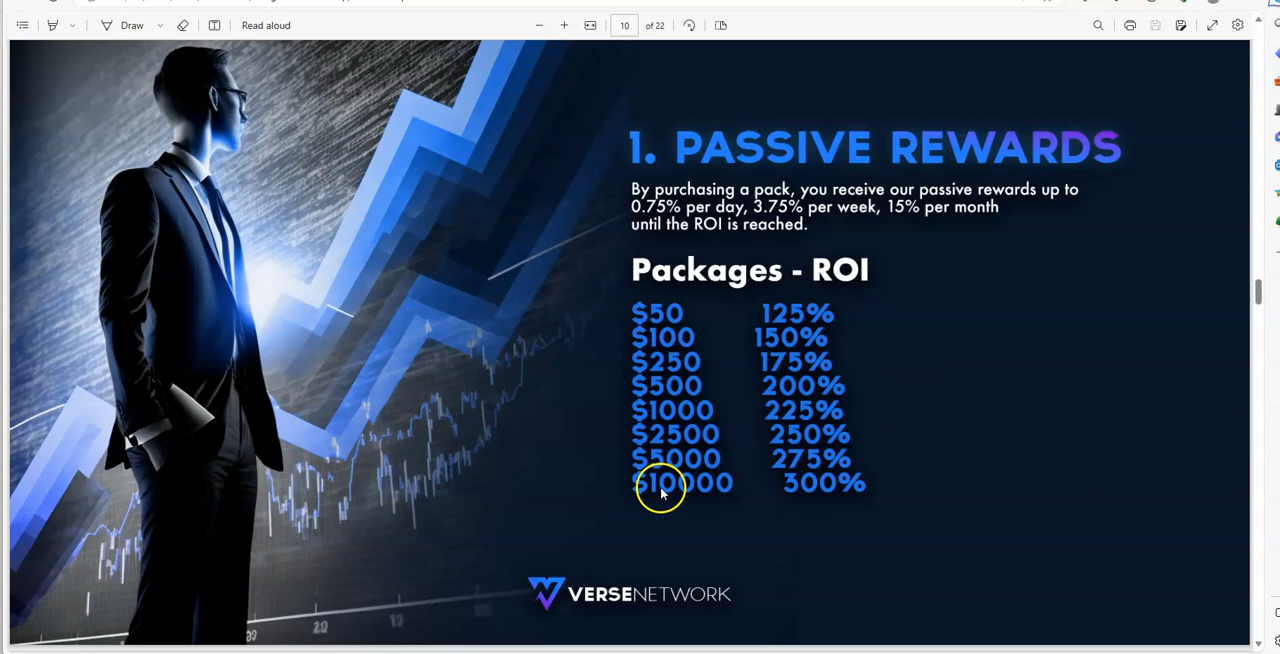 Draw
Read aloud
10 of 22
1. PASSIVE REWARDS
By purchasing a pack, you receive our passive rewards up to
0.75% per day, 3.75% per week, 15% per month
until the ROI is reached.
Packages - ROI
$50 125%
$100 150%
$250 175%
$500 200%
$1000 225%
$2500 250%
$5000 275%
$10000 300%
VERSENETWORK